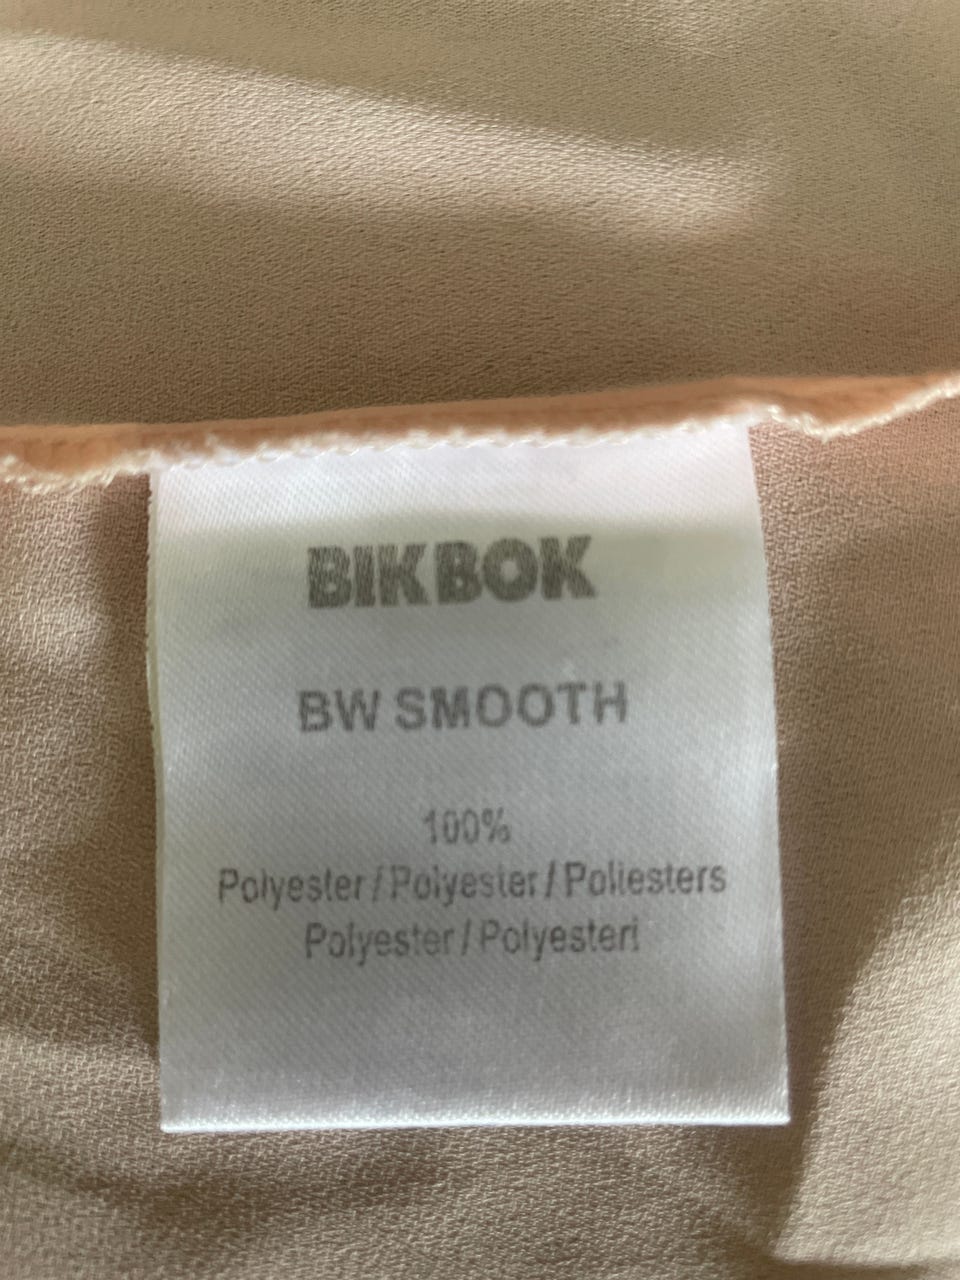 BIKBOK
BW SMOOTH
100%
Polyester / Polyester / Poliesters
Polyester / Polyesteri